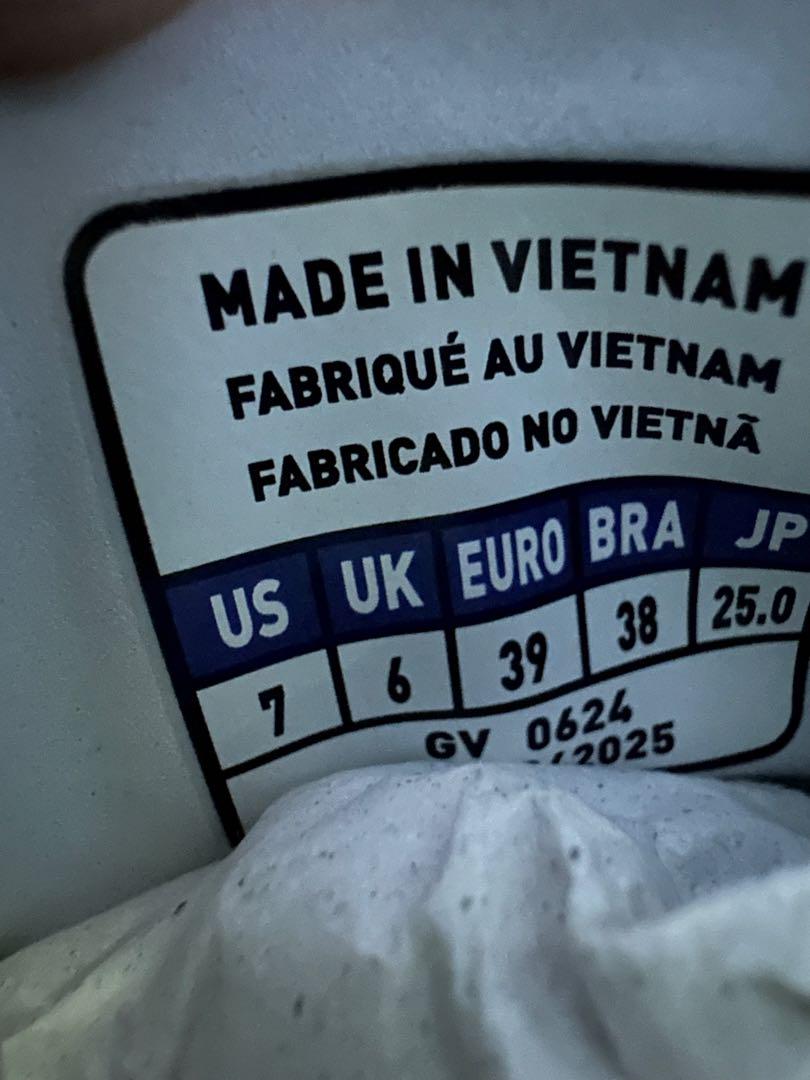 MADE IN VIETNAM
FABRIQUÉ AU VIETNAM
FABRICADO NO VIETNÃ
US UK EURO BRA JP
7 6 39 38 25.0
GV 0624
/2025